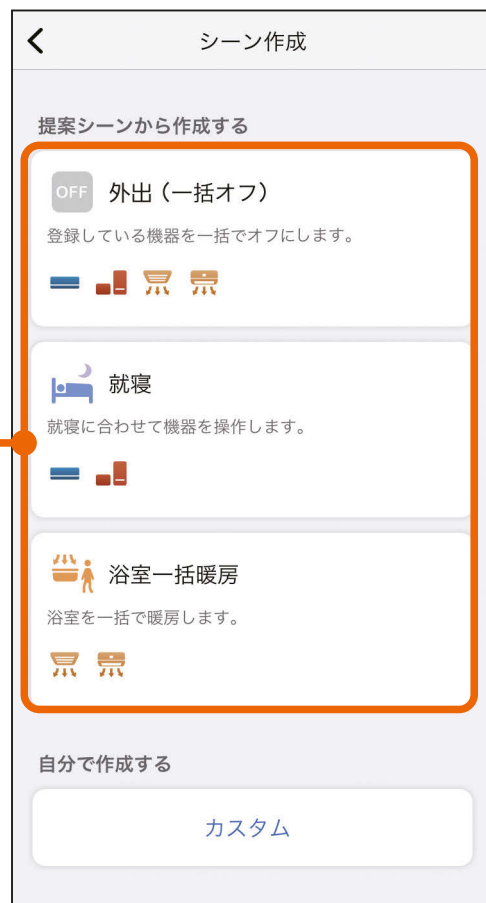 シーン作成
提案シーンから作成する
OFF 外出（一括オフ）
登録している機器を一括でオフにします。
就寝
就寝に合わせて機器を操作します。
浴室一括暖房
浴室を一括で暖房します。
自分で作成する
カスタム